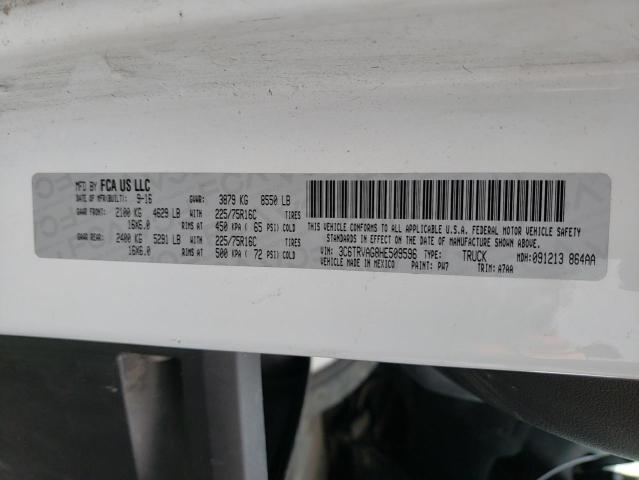 MFD BY FCA US LLC
DATE OF MFR(BUILT): 9-16 GVWR: 3879 KG 8550 LB
GAWR FRONT: 2100 KG 4629 LB WITH 225/75R16C TIRES
16X6.0 RIMS AT 450 KPA ( 65 PSI) COLD
GAWR REAR: 2400 KG 5291 LB WITH 225/75R16C TIRES
16X6.0 RIMS AT 500 KPA ( 72 PSI) COLD
THIS VEHICLE CONFORMS TO ALL APPLICABLE U.S.A. FEDERAL MOTOR VEHICLE SAFETY
STANDARDS IN EFFECT ON THE DATE OF MANUFACTURE SHOWN ABOVE.
VIN: 3C6TRVAG8HE509596 TYPE: TRUCK MDH: 091213 864AA
VEHICLE MADE IN MEXICO PAINT: PW7 TRIM: A7AA